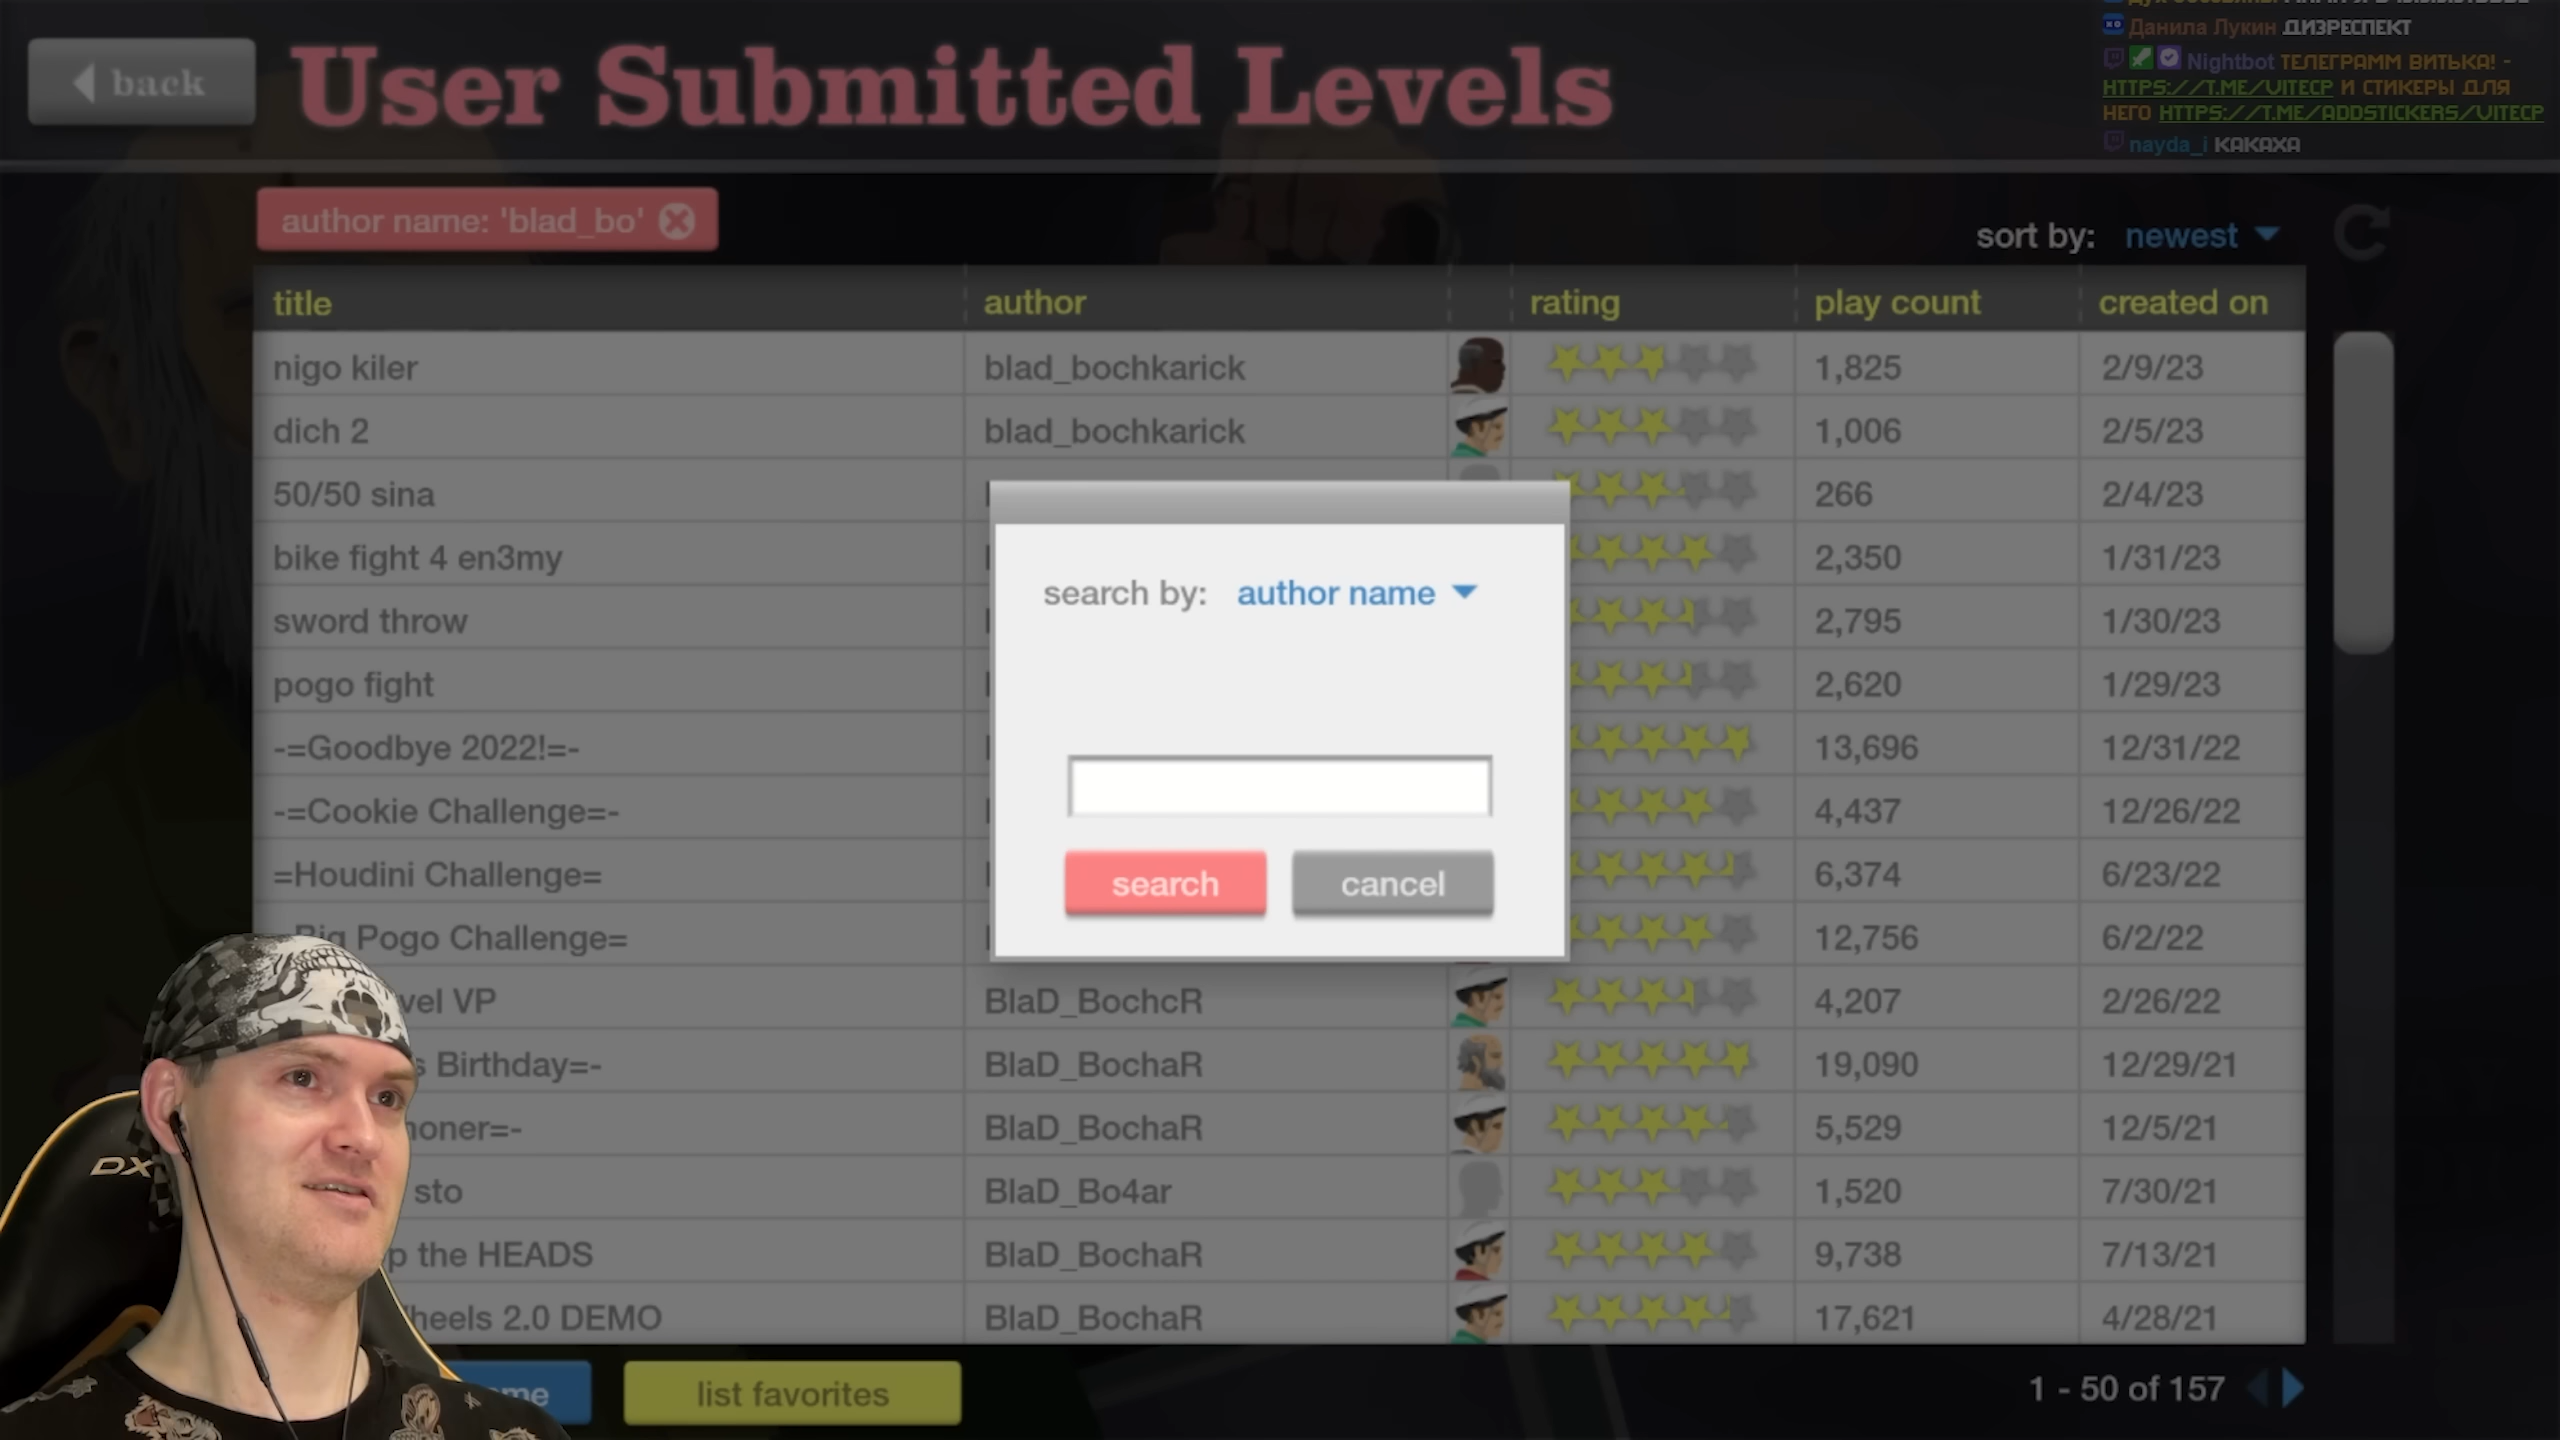 back
User Submitted Levels
Данила Лукин ДИЗРЕСПЕКТ
Nightbot ТЕЛЕГРАММ ВИТЬКА! -
HTTPS://T.ME/VITECP И СТИКЕРЫ ДЛЯ
НЕГО HTTPS://T.ME/ADDSTICKERS/VITECP
nayda_i КАКАХА
author name: 'blad_bo'
sort by: newest
title author rating play count created on
nigo kiler blad_bochkarick 1,825 2/9/23
dich 2 blad_bochkarick 1,006 2/5/23
50/50 sina 266 2/4/23
bike fight 4 en3my 2,350 1/31/23
sword throw 2,795 1/30/23
pogo fight 2,620 1/29/23
-=Goodbye 2022!=- 13,696 12/31/22
-=Cookie Challenge=- 4,437 12/26/22
=Houdini Challenge= 6,374 6/23/22
Big Pogo Challenge= 12,756 6/2/22
search by: author name
search cancel
vel VP BlaD_BochcR 4,207 2/26/22
s Birthday=- BlaD_BochaR 19,090 12/29/21
moner=- BlaD_BochaR 5,529 12/5/21
sto BlaD_Bo4ar 1,520 7/30/21
p the HEADS BlaD_BochaR 9,738 7/13/21
heels 2.0 DEMO BlaD_BochaR 17,621 4/28/21
DX
me list favorites 1 - 50 of 157